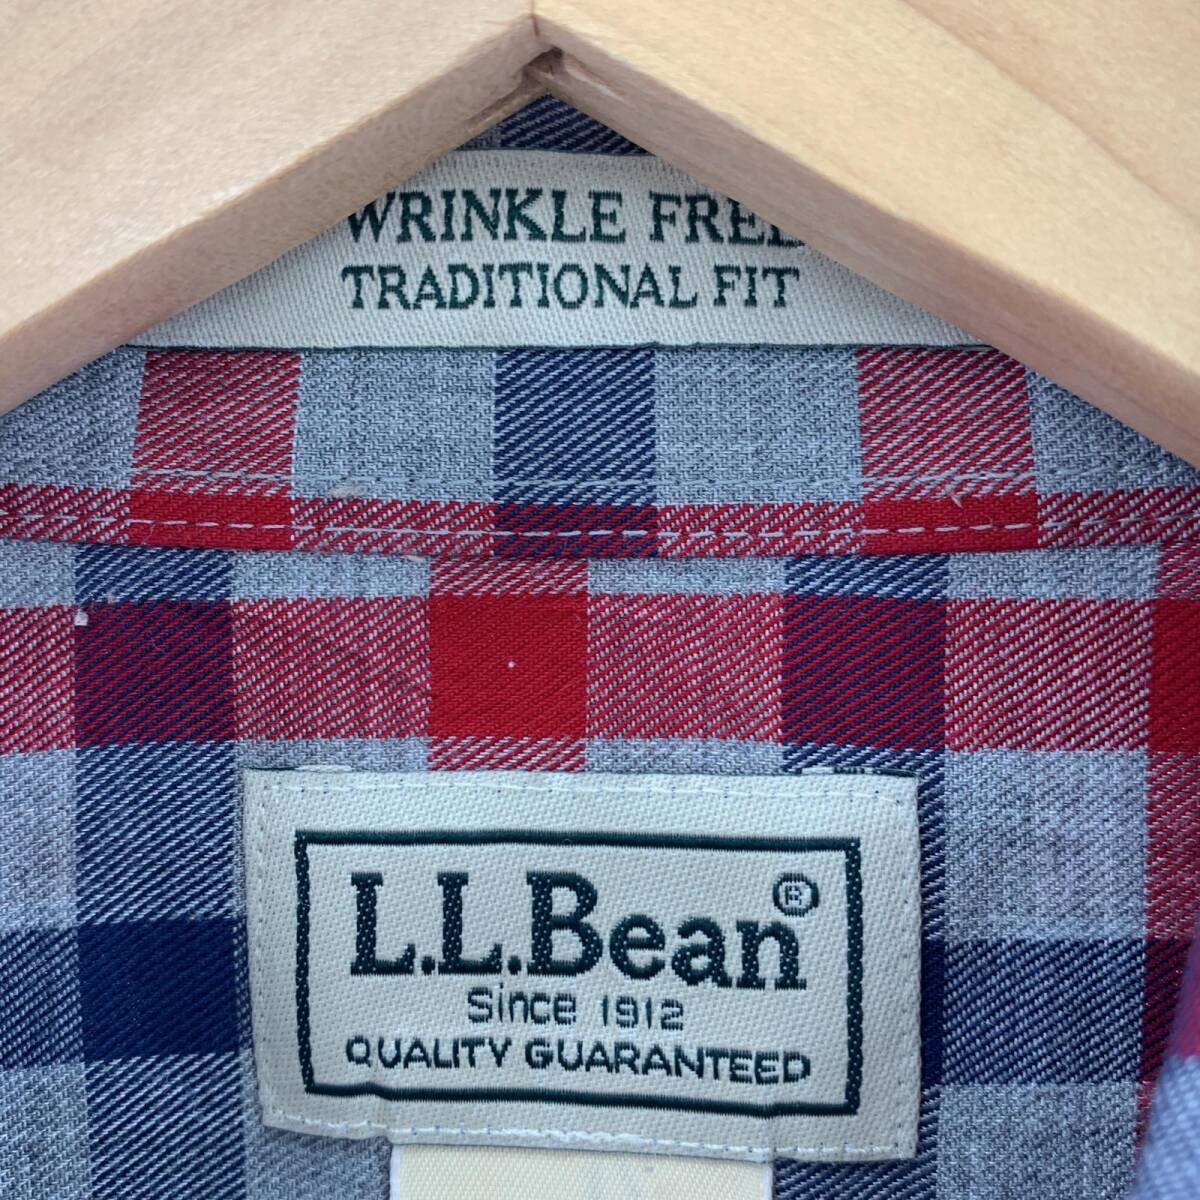 WRINKLE FREE
TRADITIONAL FIT
L.L.Bean®
Since 1912
QUALITY GUARANTEED